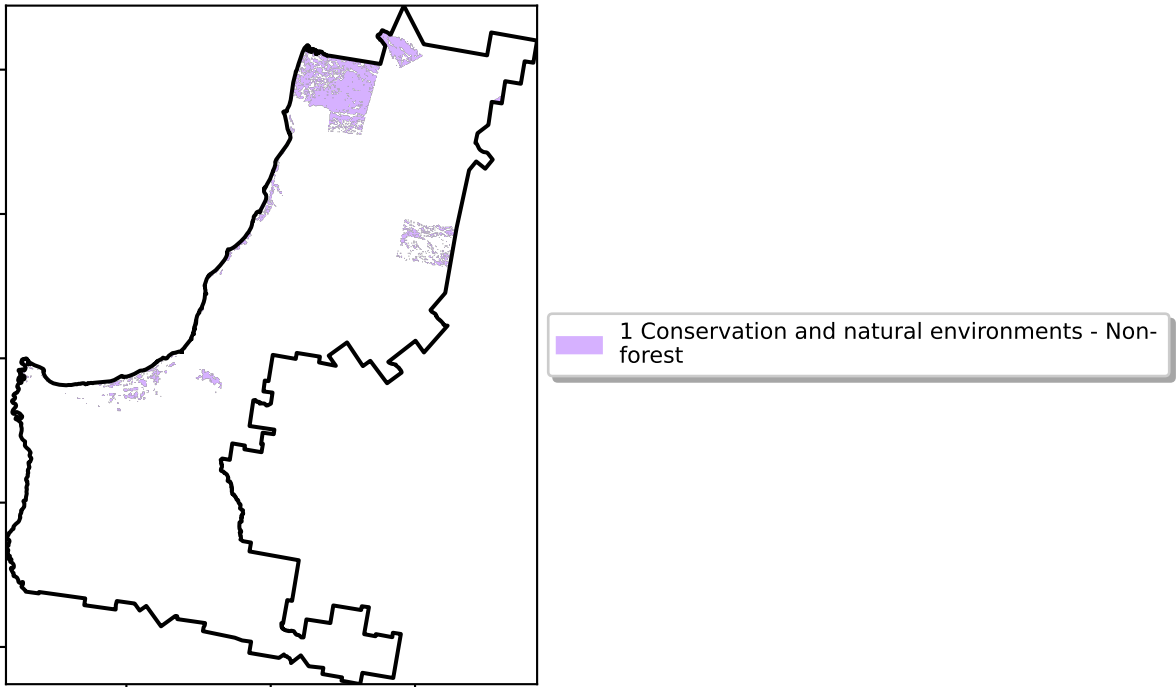 1 Conservation and natural environments - Non-
forest